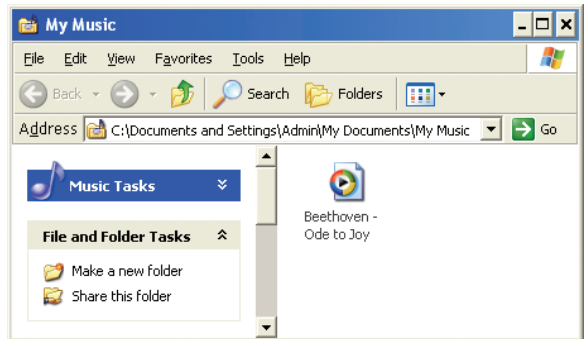 My Music
File Edit View Favorites Tools Help
Back Search Folders
Address C:\Documents and Settings\Admin\My Documents\My Music Go
Music Tasks
File and Folder Tasks
Make a new folder
Share this folder
Beethoven -
Ode to Joy